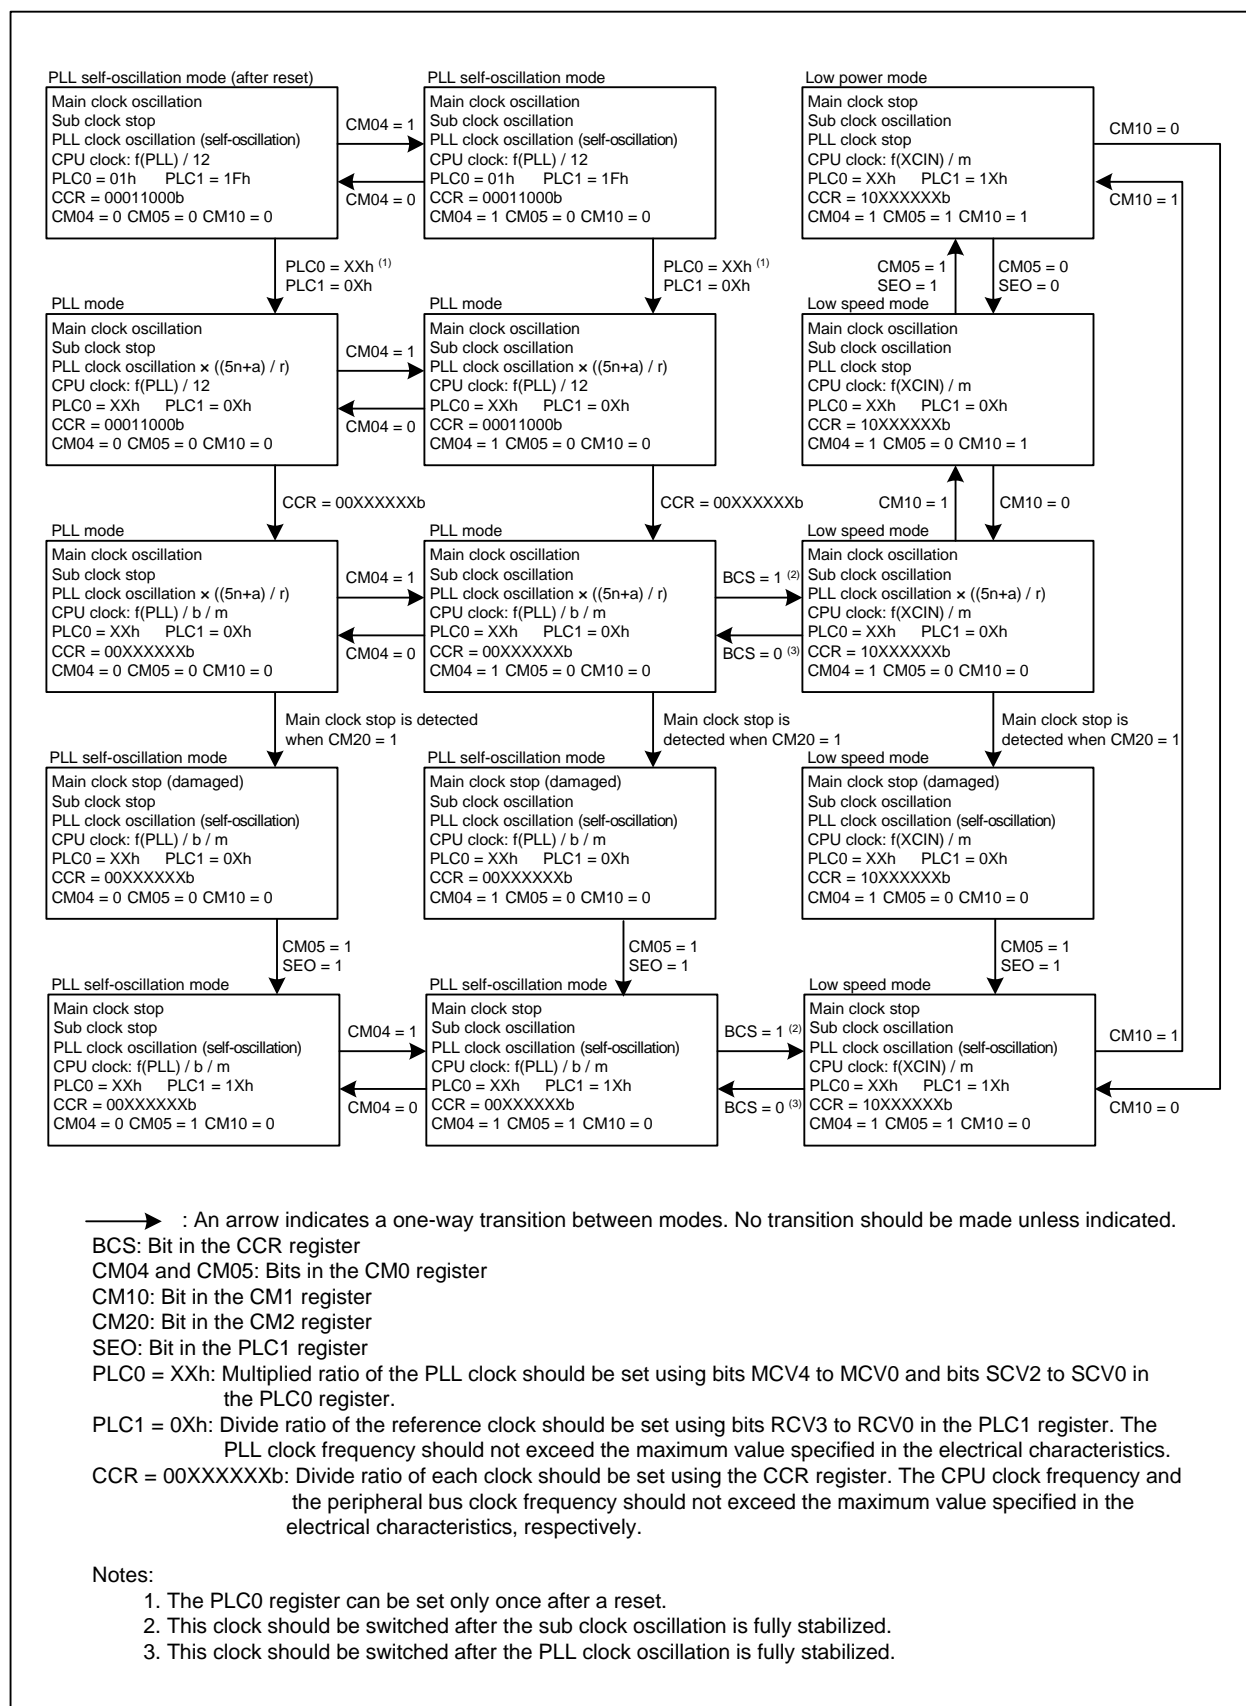 PLL self-oscillation mode (after reset)
Main clock oscillation
Sub clock stop
PLL clock oscillation (self-oscillation)
CPU clock: f(PLL) / 12
PLC0 = 01h PLC1 = 1Fh
CCR = 00011000b
CM04 = 0 CM05 = 0 CM10 = 0
CM04 = 1
CM04 = 0
PLL self-oscillation mode
Main clock oscillation
Sub clock oscillation
PLL clock oscillation (self-oscillation)
CPU clock: f(PLL) / 12
PLC0 = 01h PLC1 = 1Fh
CCR = 00011000b
CM04 = 1 CM05 = 0 CM10 = 0
Low power mode
Main clock stop
Sub clock oscillation
PLL clock stop
CPU clock: f(XCIN) / m
PLC0 = XXh PLC1 = 1Xh
CCR = 10XXXXXXb
CM04 = 1 CM05 = 1 CM10 = 1
CM10 = 0
CM10 = 1
PLC0 = XXh (1)
PLC1 = 0Xh
PLC0 = XXh (1)
PLC1 = 0Xh
CM05 = 1
SEO = 1
CM05 = 0
SEO = 0
PLL mode
Main clock oscillation
Sub clock stop
PLL clock oscillation × ((5n+a) / r)
CPU clock: f(PLL) / 12
PLC0 = XXh PLC1 = 0Xh
CCR = 00011000b
CM04 = 0 CM05 = 0 CM10 = 0
CM04 = 1
CM04 = 0
PLL mode
Main clock oscillation
Sub clock oscillation
PLL clock oscillation × ((5n+a) / r)
CPU clock: f(PLL) / 12
PLC0 = XXh PLC1 = 0Xh
CCR = 00011000b
CM04 = 1 CM05 = 0 CM10 = 0
Low speed mode
Main clock oscillation
Sub clock oscillation
PLL clock stop
CPU clock: f(XCIN) / m
PLC0 = XXh PLC1 = 0Xh
CCR = 10XXXXXXb
CM04 = 1 CM05 = 0 CM10 = 1
CCR = 00XXXXXXb
CCR = 00XXXXXXb
CM10 = 1
CM10 = 0
PLL mode
Main clock oscillation
Sub clock stop
PLL clock oscillation × ((5n+a) / r)
CPU clock: f(PLL) / b / m
PLC0 = XXh PLC1 = 0Xh
CCR = 00XXXXXXb
CM04 = 0 CM05 = 0 CM10 = 0
CM04 = 1
CM04 = 0
PLL mode
Main clock oscillation
Sub clock oscillation
PLL clock oscillation × ((5n+a) / r)
CPU clock: f(PLL) / b / m
PLC0 = XXh PLC1 = 0Xh
CCR = 00XXXXXXb
CM04 = 1 CM05 = 0 CM10 = 0
BCS = 1 (2)
BCS = 0 (3)
Low speed mode
Main clock oscillation
Sub clock oscillation
PLL clock oscillation × ((5n+a) / r)
CPU clock: f(XCIN) / m
PLC0 = XXh PLC1 = 0Xh
CCR = 10XXXXXXb
CM04 = 1 CM05 = 0 CM10 = 0
Main clock stop is detected
when CM20 = 1
Main clock stop is
detected when CM20 = 1
Main clock stop is
detected when CM20 = 1
PLL self-oscillation mode
Main clock stop (damaged)
Sub clock stop
PLL clock oscillation (self-oscillation)
CPU clock: f(PLL) / b / m
PLC0 = XXh PLC1 = 0Xh
CCR = 00XXXXXXb
CM04 = 0 CM05 = 0 CM10 = 0
PLL self-oscillation mode
Main clock stop (damaged)
Sub clock oscillation
PLL clock oscillation (self-oscillation)
CPU clock: f(PLL) / b / m
PLC0 = XXh PLC1 = 0Xh
CCR = 00XXXXXXb
CM04 = 1 CM05 = 0 CM10 = 0
Low speed mode
Main clock stop (damaged)
Sub clock oscillation
PLL clock oscillation (self-oscillation)
CPU clock: f(XCIN) / m
PLC0 = XXh PLC1 = 0Xh
CCR = 10XXXXXXb
CM04 = 1 CM05 = 0 CM10 = 0
CM05 = 1
SEO = 1
CM05 = 1
SEO = 1
CM05 = 1
SEO = 1
PLL self-oscillation mode
Main clock stop
Sub clock stop
PLL clock oscillation (self-oscillation)
CPU clock: f(PLL) / b / m
PLC0 = XXh PLC1 = 1Xh
CCR = 00XXXXXXb
CM04 = 0 CM05 = 1 CM10 = 0
CM04 = 1
CM04 = 0
PLL self-oscillation mode
Main clock stop
Sub clock oscillation
PLL clock oscillation (self-oscillation)
CPU clock: f(PLL) / b / m
PLC0 = XXh PLC1 = 1Xh
CCR = 00XXXXXXb
CM04 = 1 CM05 = 1 CM10 = 0
BCS = 1 (2)
BCS = 0 (3)
Low speed mode
Main clock stop
Sub clock oscillation
PLL clock oscillation (self-oscillation)
CPU clock: f(XCIN) / m
PLC0 = XXh PLC1 = 1Xh
CCR = 10XXXXXXb
CM04 = 1 CM05 = 1 CM10 = 0
CM10 = 1
CM10 = 0
: An arrow indicates a one-way transition between modes. No transition should be made unless indicated.
BCS: Bit in the CCR register
CM04 and CM05: Bits in the CM0 register
CM10: Bit in the CM1 register
CM20: Bit in the CM2 register
SEO: Bit in the PLC1 register
PLC0 = XXh: Multiplied ratio of the PLL clock should be set using bits MCV4 to MCV0 and bits SCV2 to SCV0 in
the PLC0 register.
PLC1 = 0Xh: Divide ratio of the reference clock should be set using bits RCV3 to RCV0 in the PLC1 register. The
PLL clock frequency should not exceed the maximum value specified in the electrical characteristics.
CCR = 00XXXXXXb: Divide ratio of each clock should be set using the CCR register. The CPU clock frequency and
the peripheral bus clock frequency should not exceed the maximum value specified in the
electrical characteristics, respectively.
Notes:
1. The PLC0 register can be set only once after a reset.
2. This clock should be switched after the sub clock oscillation is fully stabilized.
3. This clock should be switched after the PLL clock oscillation is fully stabilized.